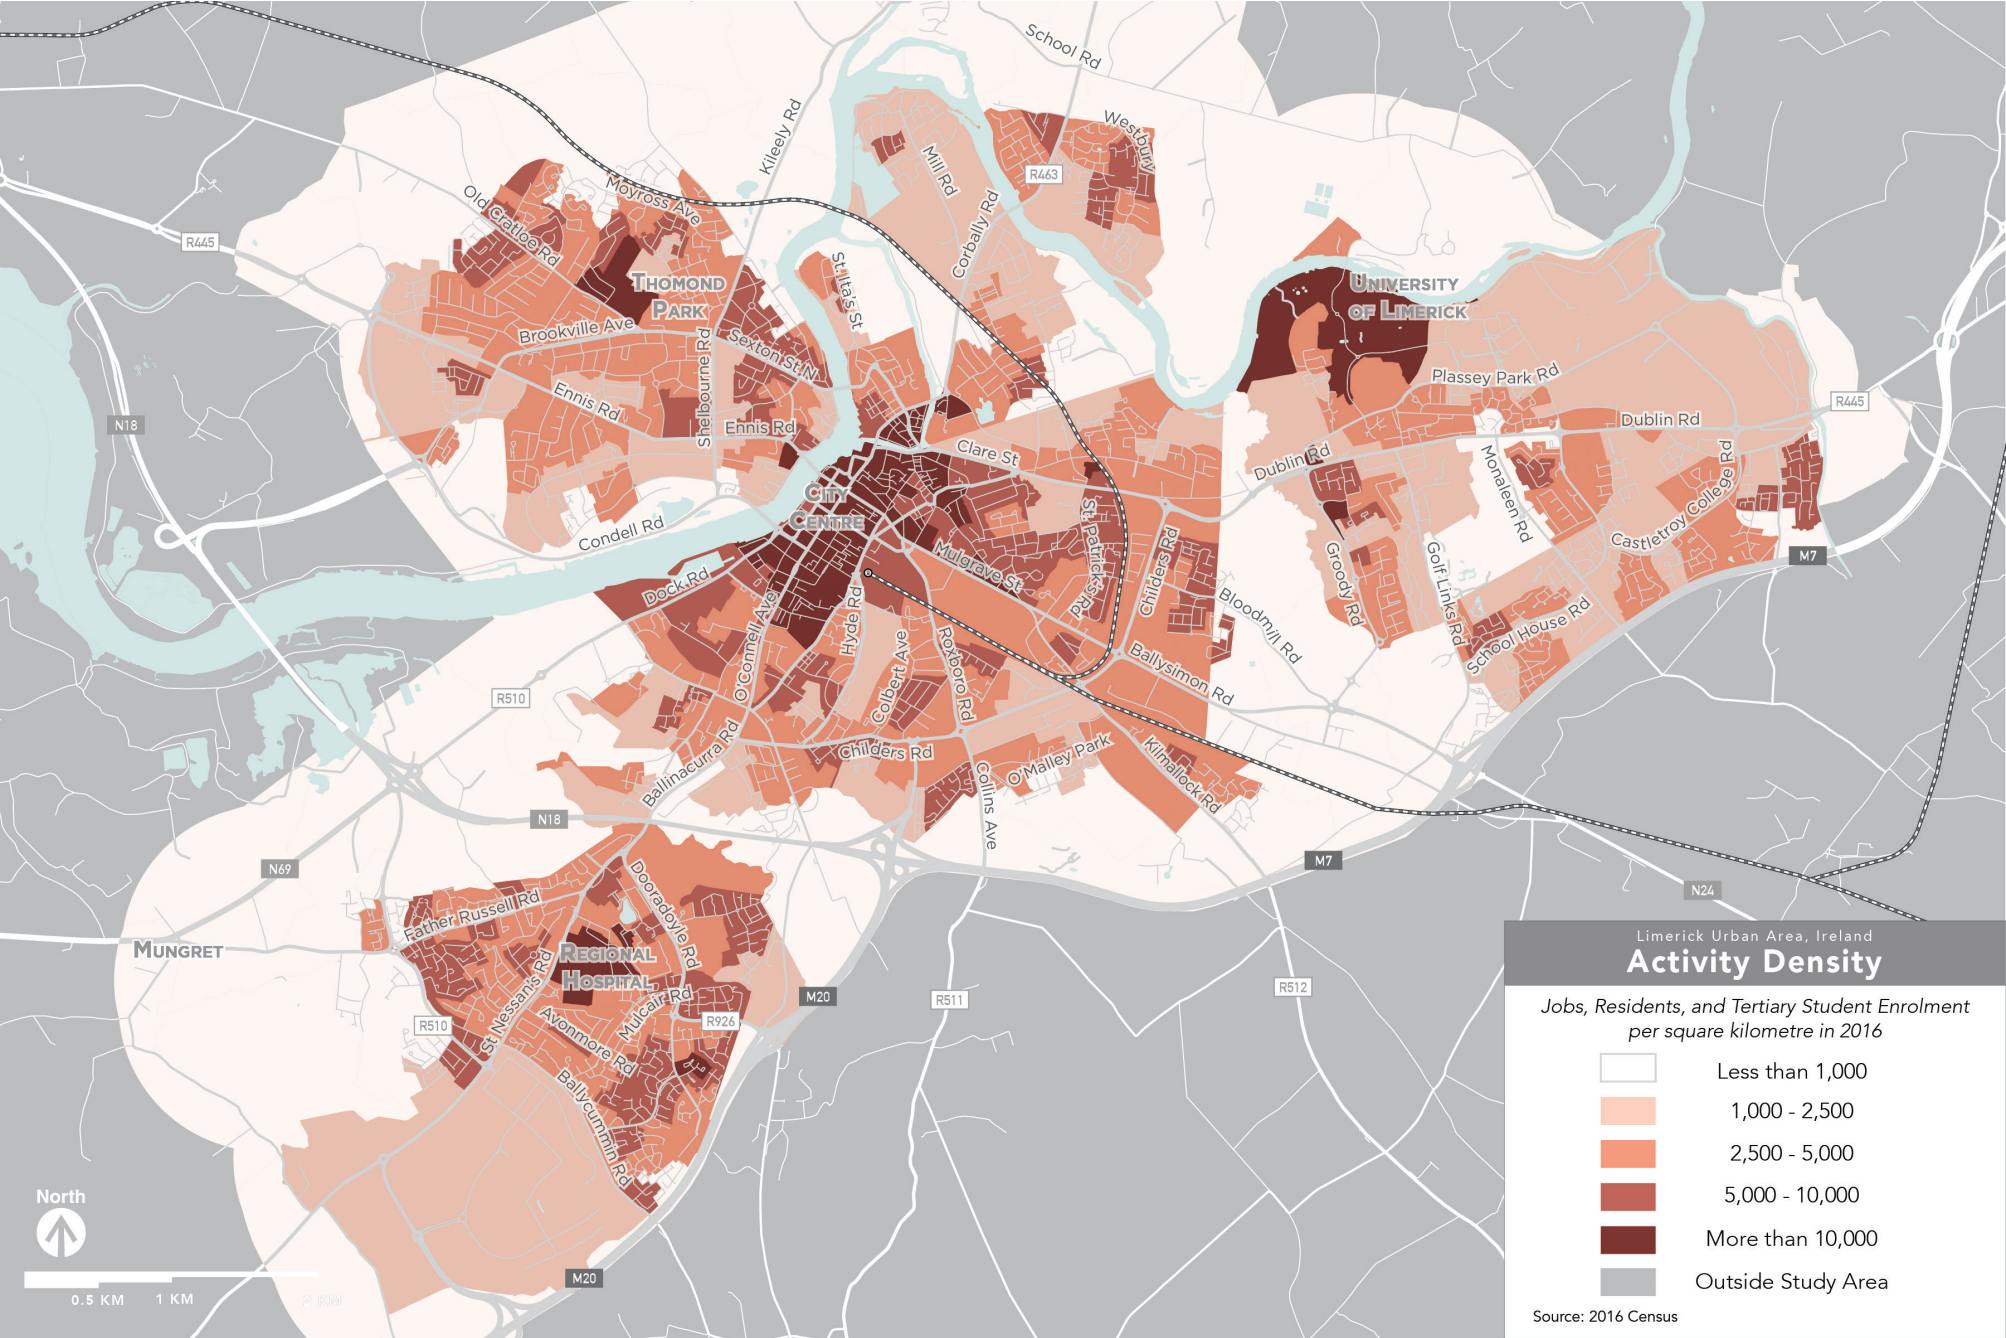 School Rd
Kileely Rd
Westbury
Mill Rd
R463
Moyross Ave
Old Cratloe Rd
Corbally Rd
R445
St. Ita's St
Thomond
Park
University
of Limerick
Brookville Ave
Sexton St. N
Shelbourne Rd
Plassey Park Rd
Ennis Rd
R445
N18
Ennis Rd
Dublin Rd
Clare St
Dublin Rd
City
Centre
Monaleen Rd
Castletroy College Rd
Condell Rd
St. Patrick's Rd
Mulgrave St
Childers Rd
M7
Dock Rd
Groody Rd
Golf Links Rd
Bloodmill Rd
O'Connell Ave
Hyde Rd
Colbert Ave
Roxboro Rd
School House Rd
Ballysimon Rd
R510
Childers Rd
O'Malley Park
Kilmallock Rd
Ballinacurra Rd
Collins Ave
N18
M7
N69
N24
Dooradoyle Rd
Father Russell Rd
Mungret
Regional
Hospital
St Nessan's Rd
M20
R511
R512
Mulcair Rd
R510
R926
Avonmore Rd
Ballycummin Rd
M20
North
0.5 KM
1 KM
2 KM
Limerick Urban Area, Ireland
Activity Density
Jobs, Residents, and Tertiary Student Enrolment
per square kilometre in 2016
Less than 1,000
1,000 - 2,500
2,500 - 5,000
5,000 - 10,000
More than 10,000
Outside Study Area
Source: 2016 Census